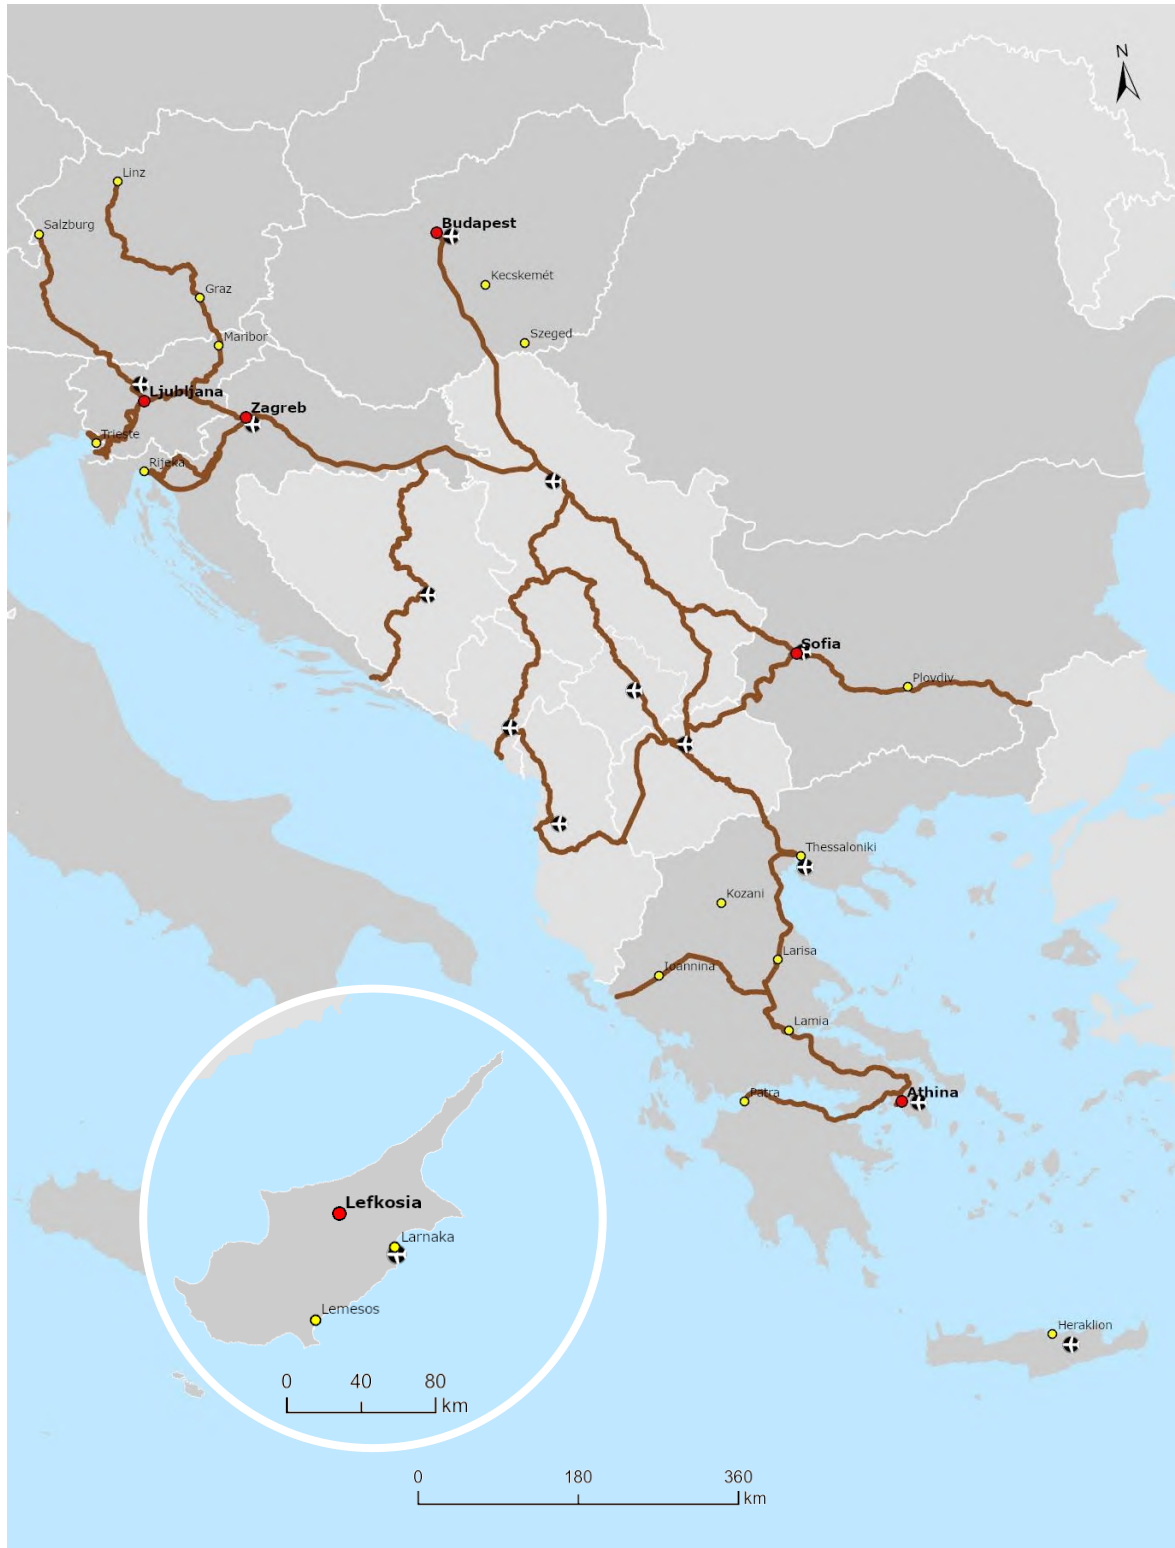 N
Linz
Salzburg
Budapest
Kecskemét
Graz
Szeged
Maribor
Ljubljana
Zagreb
Trieste
Rijeka
Sofia
Plovdiv
Thessaloniki
Kozani
Larisa
Ioannina
Lamia
Patra
Athina
Lefkosia
Larnaka
Lemesos
Heraklion
0 40 80
km
0 180 360
km